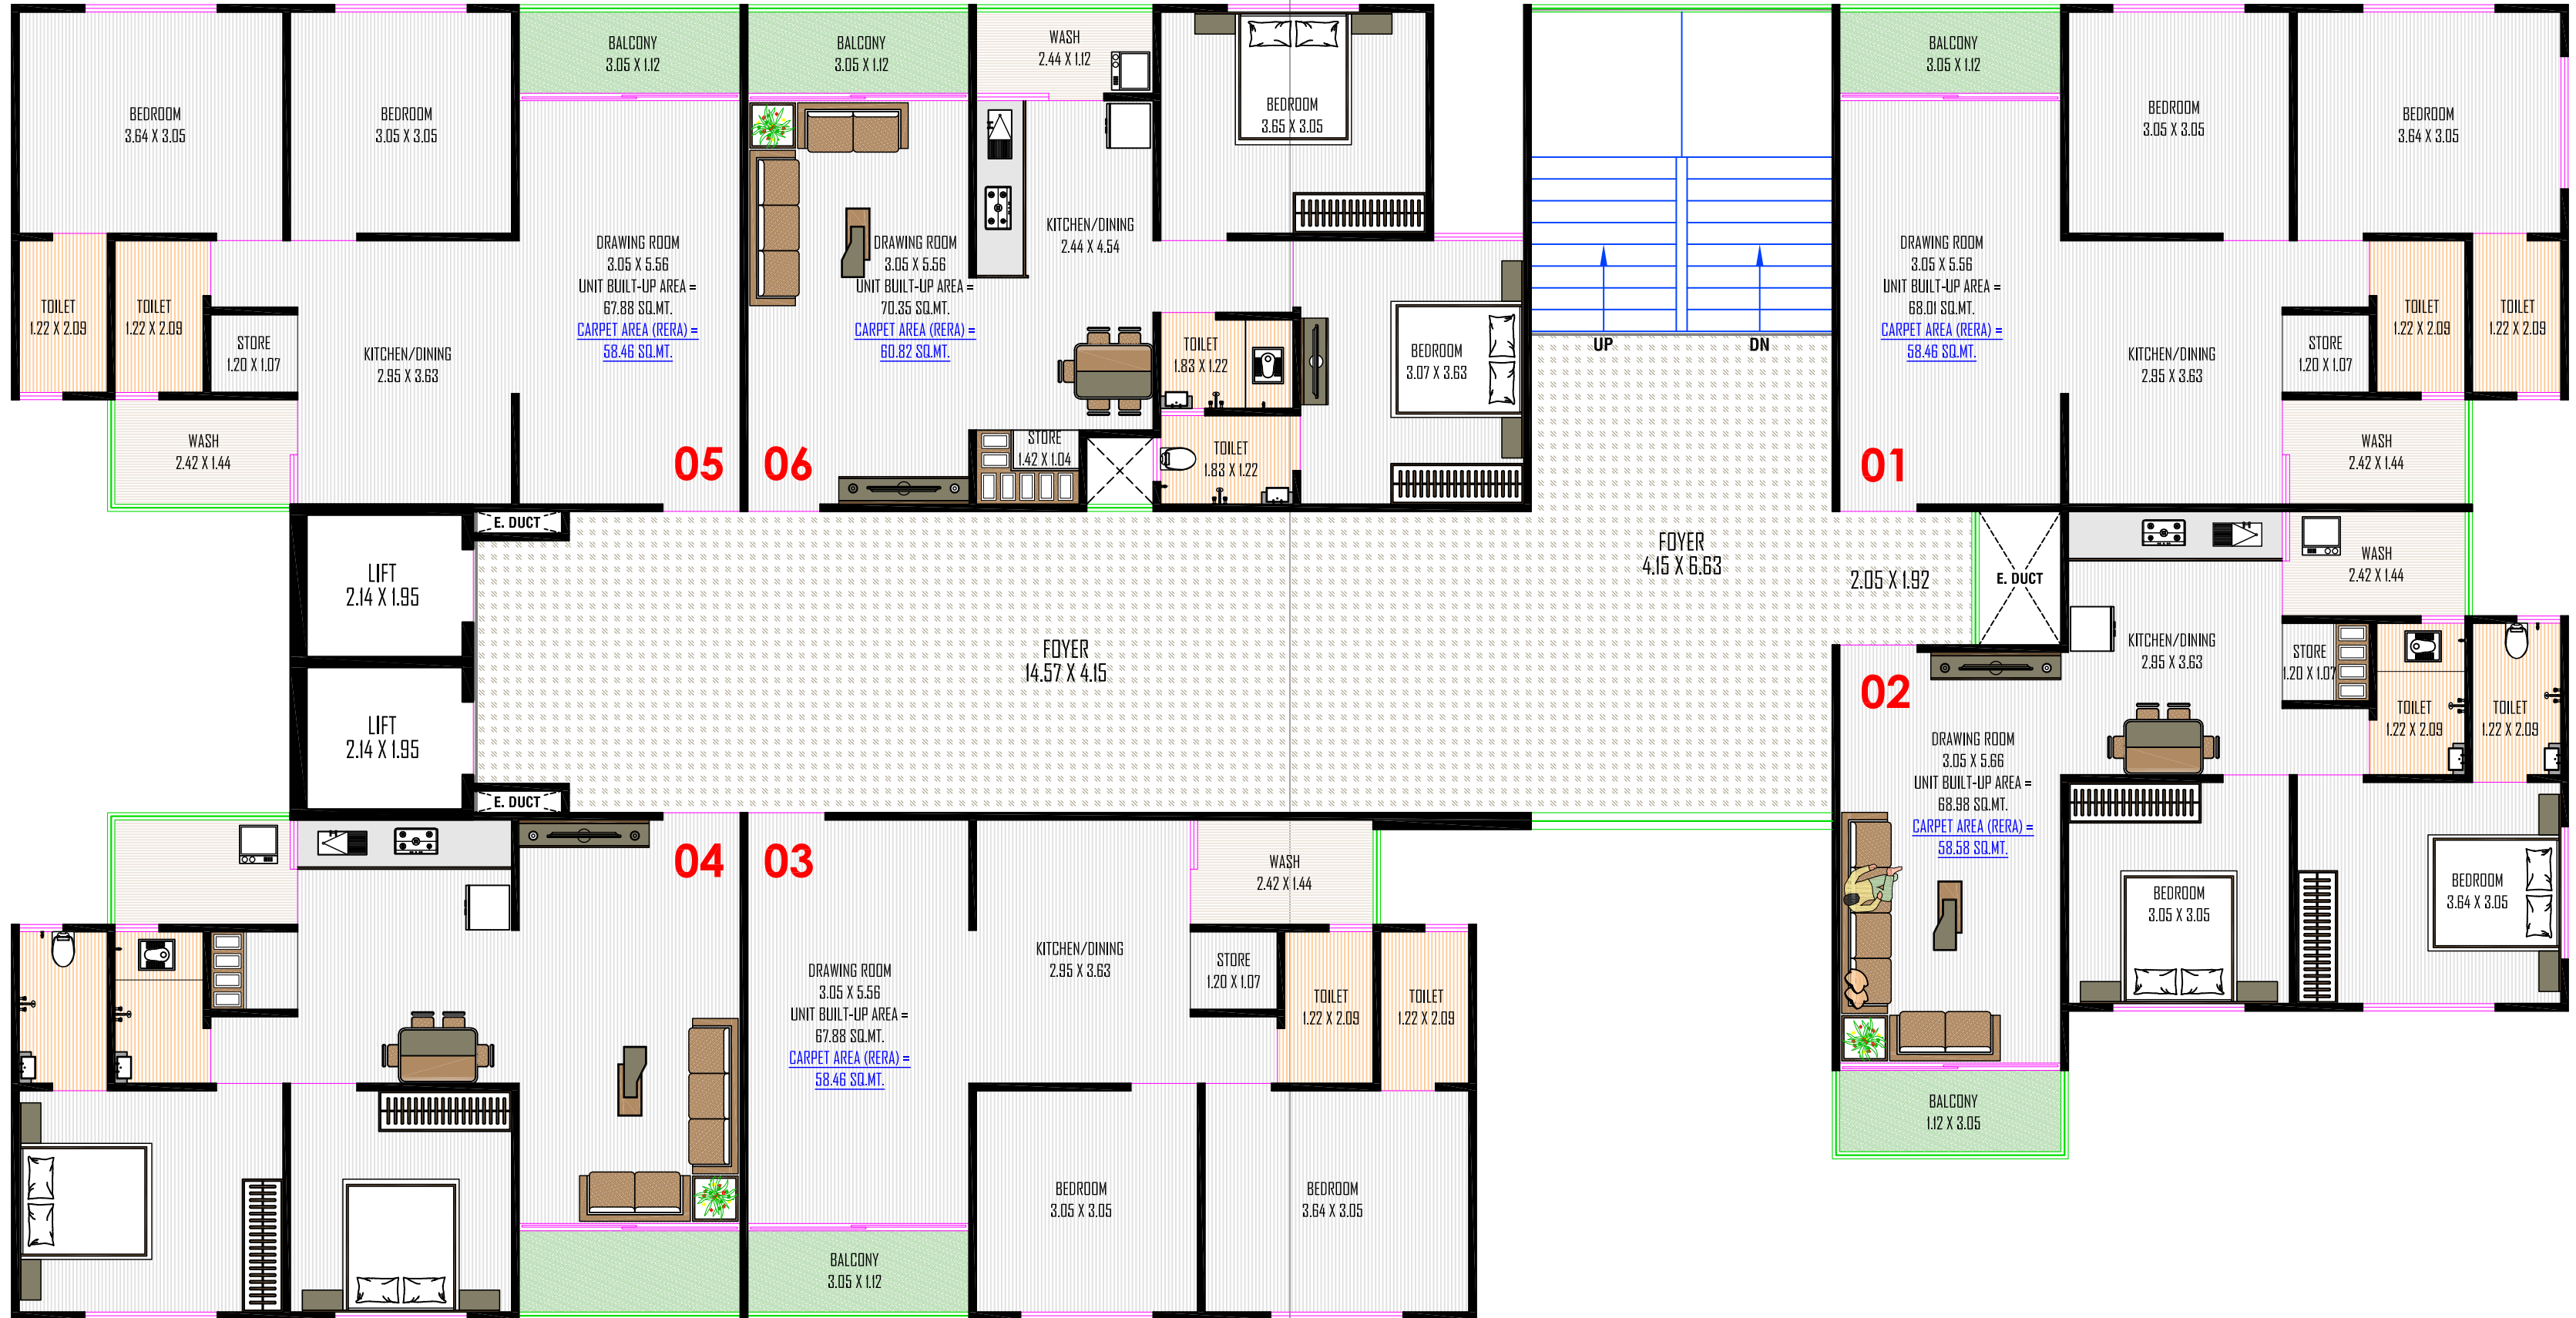 BEDROOM
3.64 X 3.05
BEDROOM
3.05 X 3.05
BALCONY
3.05 X 1.12
TOILET
1.22 X 2.09
TOILET
1.22 X 2.09
STORE
1.20 X 1.07
KITCHEN/DINING
2.95 X 3.63
WASH
2.42 X 1.44
DRAWING ROOM
3.05 X 5.56
UNIT BUILT-UP AREA =
67.88 SQ.MT.
CARPET AREA (RERA) =
58.46 SQ.MT.
05
BALCONY
3.05 X 1.12
WASH
2.44 X 1.12
BEDROOM
3.65 X 3.05
KITCHEN/DINING
2.44 X 4.54
DRAWING ROOM
3.05 X 5.56
UNIT BUILT-UP AREA =
70.35 SQ.MT.
CARPET AREA (RERA) =
60.82 SQ.MT.
06
TOILET
1.83 X 1.22
BEDROOM
3.07 X 3.63
STORE
1.42 X 1.04
TOILET
1.83 X 1.22
UP
DN
BALCONY
3.05 X 1.12
BEDROOM
3.05 X 3.05
BEDROOM
3.64 X 3.05
DRAWING ROOM
3.05 X 5.56
UNIT BUILT-UP AREA =
68.01 SQ.MT.
CARPET AREA (RERA) =
58.46 SQ.MT.
01
KITCHEN/DINING
2.95 X 3.63
STORE
1.20 X 1.07
TOILET
1.22 X 2.09
TOILET
1.22 X 2.09
WASH
2.42 X 1.44
E. DUCT
LIFT
2.14 X 1.95
LIFT
2.14 X 1.95
E. DUCT
FOYER
14.57 X 4.15
FOYER
4.15 X 6.63
2.05 X 1.92
E. DUCT
WASH
2.42 X 1.44
KITCHEN/DINING
2.95 X 3.63
STORE
1.20 X 1.07
TOILET
1.22 X 2.09
TOILET
1.22 X 2.09
02
DRAWING ROOM
3.05 X 5.66
UNIT BUILT-UP AREA =
68.98 SQ.MT.
CARPET AREA (RERA) =
58.58 SQ.MT.
BEDROOM
3.05 X 3.05
BEDROOM
3.64 X 3.05
BALCONY
1.12 X 3.05
04
03
WASH
2.42 X 1.44
KITCHEN/DINING
2.95 X 3.63
STORE
1.20 X 1.07
TOILET
1.22 X 2.09
TOILET
1.22 X 2.09
DRAWING ROOM
3.05 X 5.56
UNIT BUILT-UP AREA =
67.88 SQ.MT.
CARPET AREA (RERA) =
58.46 SQ.MT.
BEDROOM
3.05 X 3.05
BEDROOM
3.64 X 3.05
BALCONY
3.05 X 1.12